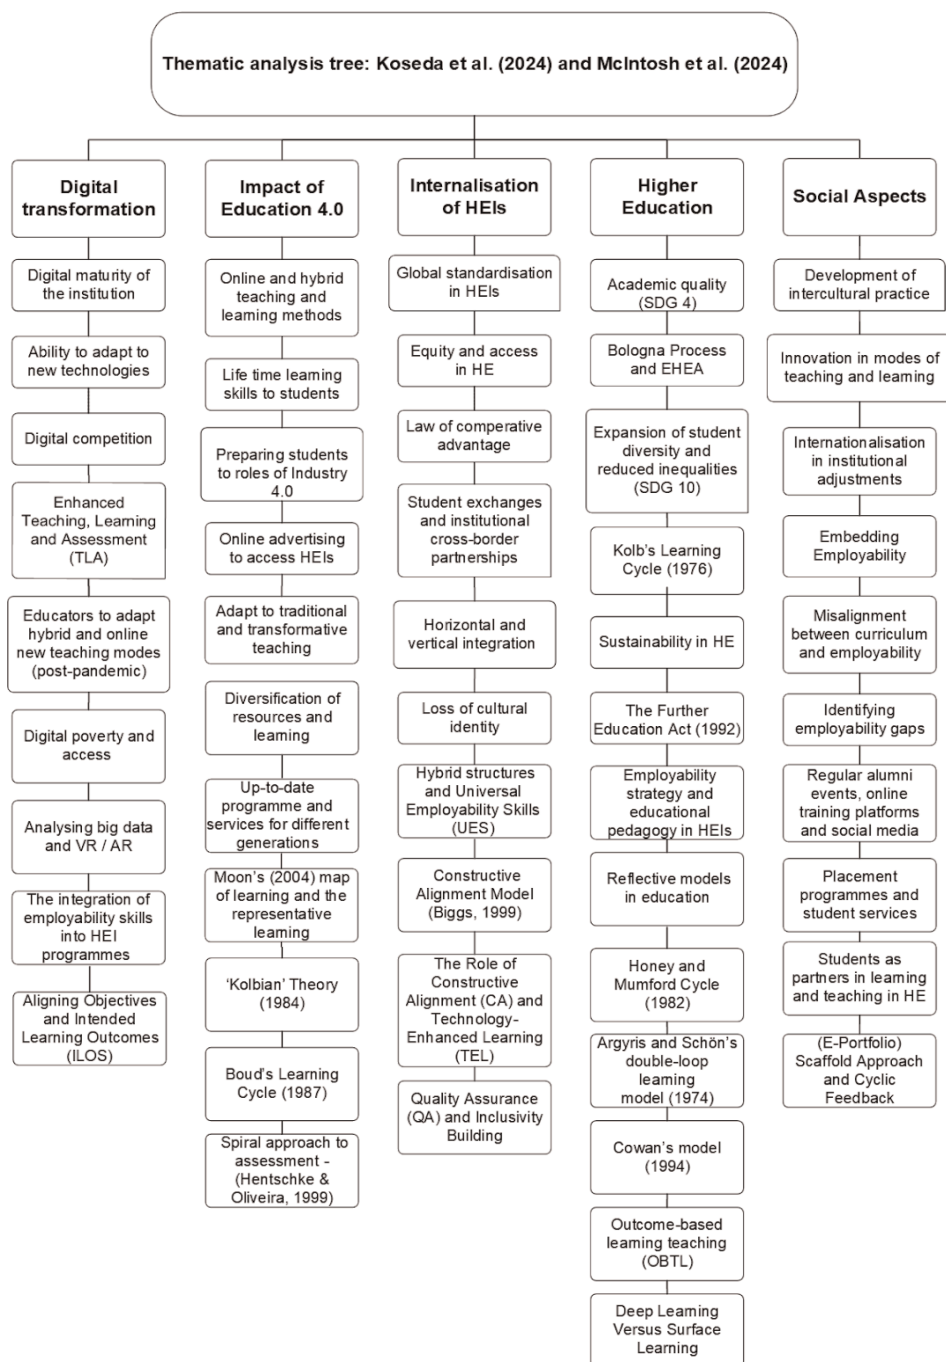 Thematic analysis tree: Koseda et al. (2024) and McIntosh et al. (2024)
Digital
transformation
Digital maturity of
the institution
Ability to adapt to
new technologies
Digital competition
Enhanced
Teaching, Learning
and Assessment
(TLA)
Educators to adapt
hybrid and online
new teaching modes
(post-pandemic)
Digital poverty and
access
Analysing big data
and VR / AR
The integration of
employability skills
into HEI
programmes
Aligning Objectives
and Intended
Learning Outcomes
(ILOS)
Impact of
Education 4.0
Online and hybrid
teaching and
learning methods
Life time learning
skills to students
Preparing students
to roles of Industry
4.0
Online advertising
to access HEIs
Adapt to traditional
and transformative
teaching
Diversification of
resources and
learning
Up-to-date
programme and
services for different
generations
Moon's (2004) map
of learning and the
representative
learning
‘Kolbian’ Theory
(1984)
Boud's Learning
Cycle (1987)
Spiral approach to
assessment -
(Hentschke &
Oliveira, 1999)
Internalisation
of HEIs
Global standardisation
in HEIs
Equity and access
in HE
Law of comperative
advantage
Student exchanges
and institutional
cross-border
partnerships
Horizontal and
vertical integration
Loss of cultural
identity
Hybrid structures
and Universal
Employability Skills
(UES)
Constructive
Alignment Model
(Biggs, 1999)
The Role of
Constructive
Alignment (CA) and
Technology-
Enhanced Learning
(TEL)
Quality Assurance
(QA) and Inclusivity
Building
Higher
Education
Academic quality
(SDG 4)
Bologna Process
and EHEA
Expansion of student
diversity and
reduced inequalities
(SDG 10)
Kolb's Learning
Cycle (1976)
Sustainability in HE
The Further
Education Act (1992)
Employability
strategy and
educational
pedagogy in HEIs
Reflective models
in education
Honey and
Mumford Cycle
(1982)
Argyris and Schön's
double-loop
learning
model (1974)
Cowan's model
(1994)
Outcome-based
learning teaching
(OBTL)
Deep Learning
Versus Surface
Learning
Social Aspects
Development of
intercultural practice
Innovation in modes of
teaching and learning
Internationalisation
in institutional
adjustments
Embedding
Employability
Misalignment
between curriculum
and employability
Identifying
employability gaps
Regular alumni
events, online
training platforms
and social media
Placement
programmes and
student services
Students as
partners in learning
and teaching in HE
(E-Portfolio)
Scaffold Approach
and Cyclic
Feedback